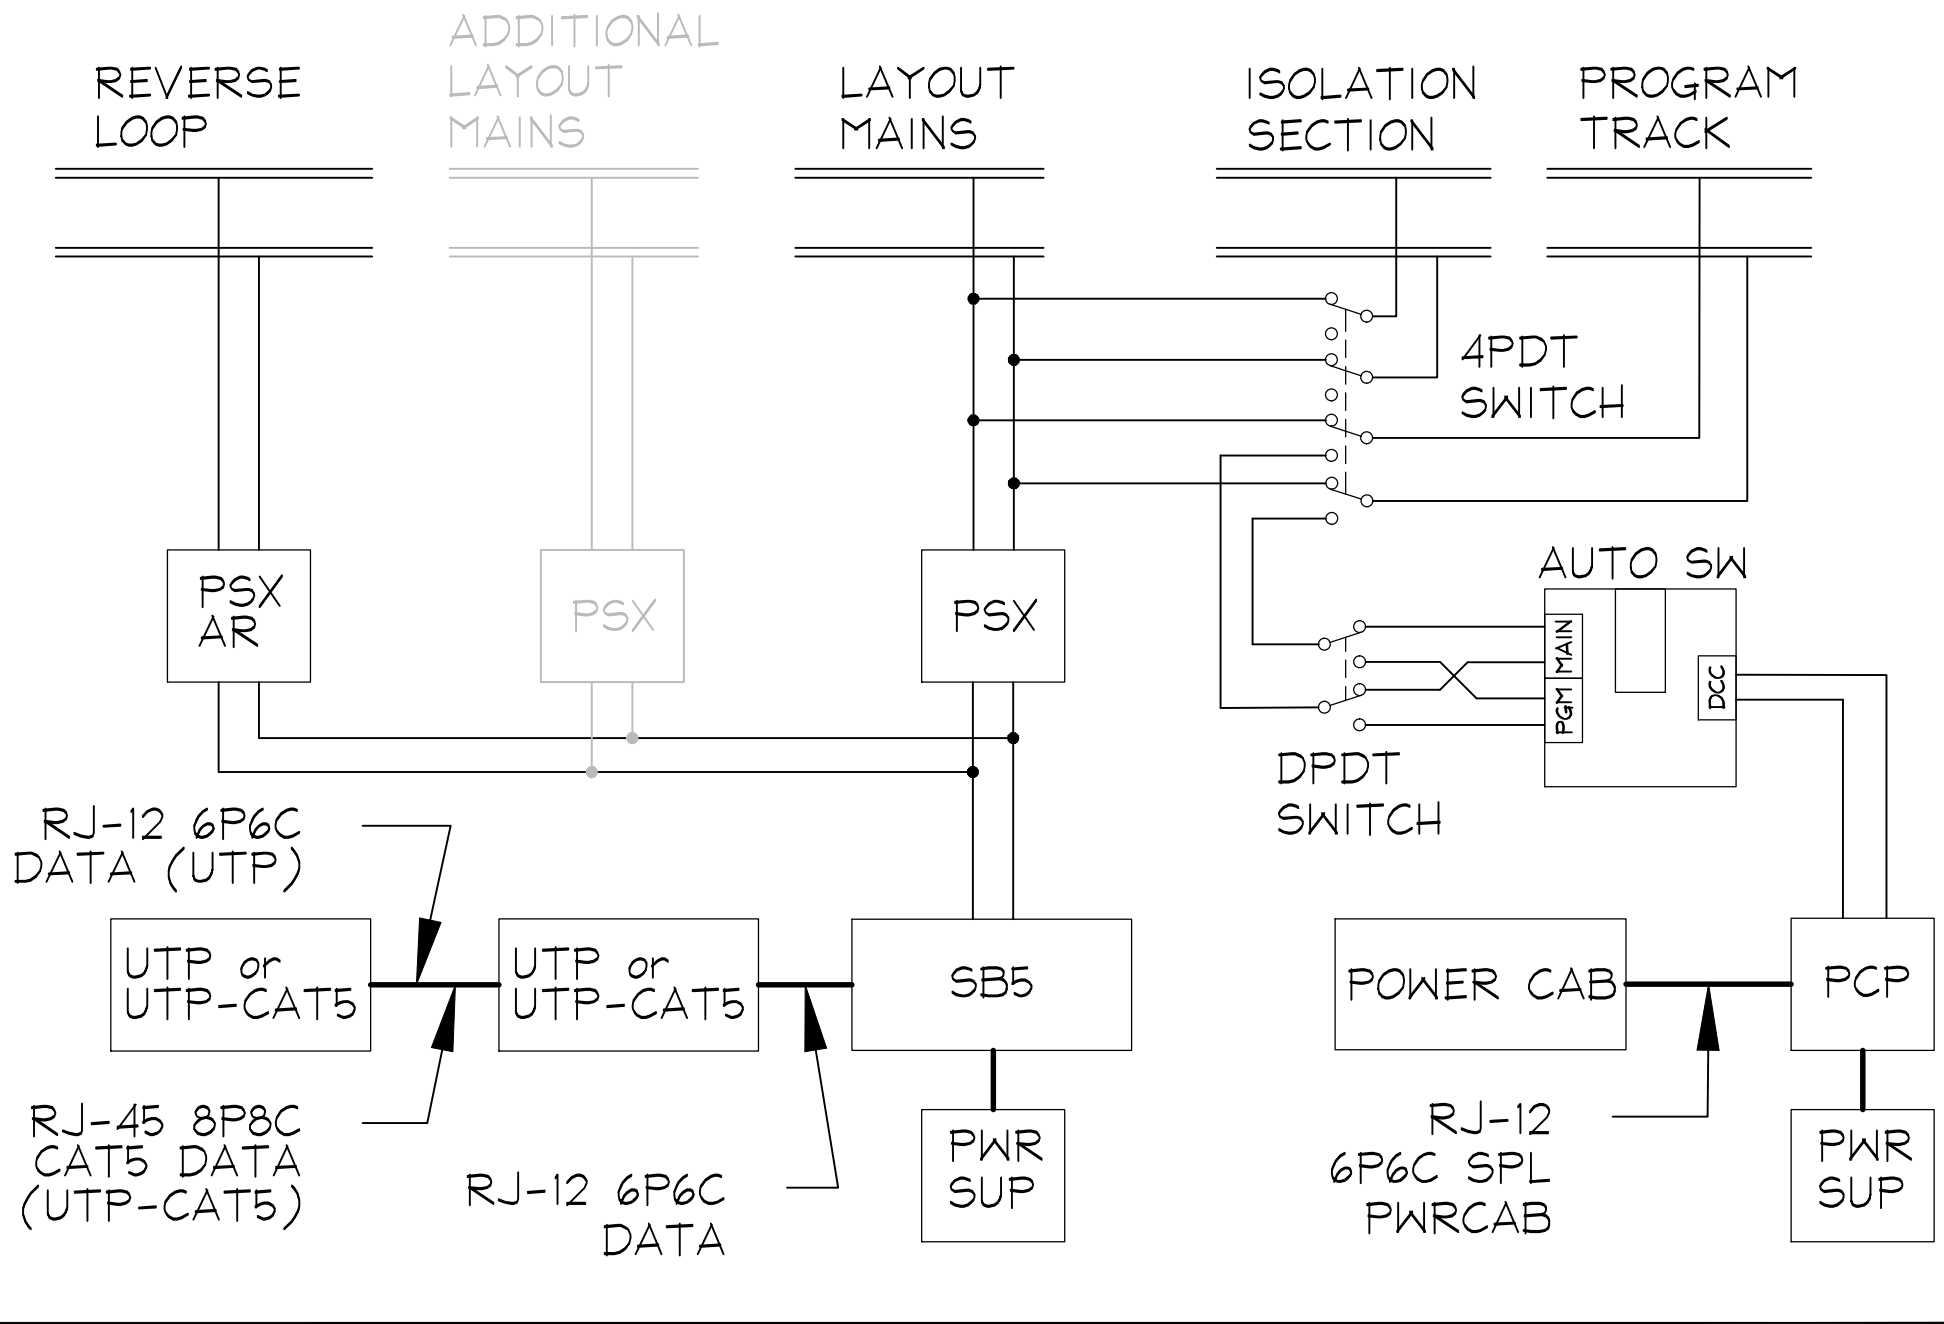 REVERSE
LOOP
ADDITIONAL
LAYOUT
MAINS
LAYOUT
MAINS
ISOLATION
SECTION
PROGRAM
TRACK
4PDT
SWITCH
PSX
AR
PSX
PSX
AUTO SW
MAIN
PGM
DCC
DPDT
SWITCH
RJ-12 6P6C
DATA (UTP)
UTP or
UTP-CAT5
UTP or
UTP-CAT5
SB5
POWER CAB
PCP
RJ-45 8P8C
CAT5 DATA
(UTP-CAT5)
RJ-12 6P6C
DATA
PWR
SUP
RJ-12
6P6C SPL
PWRCAB
PWR
SUP